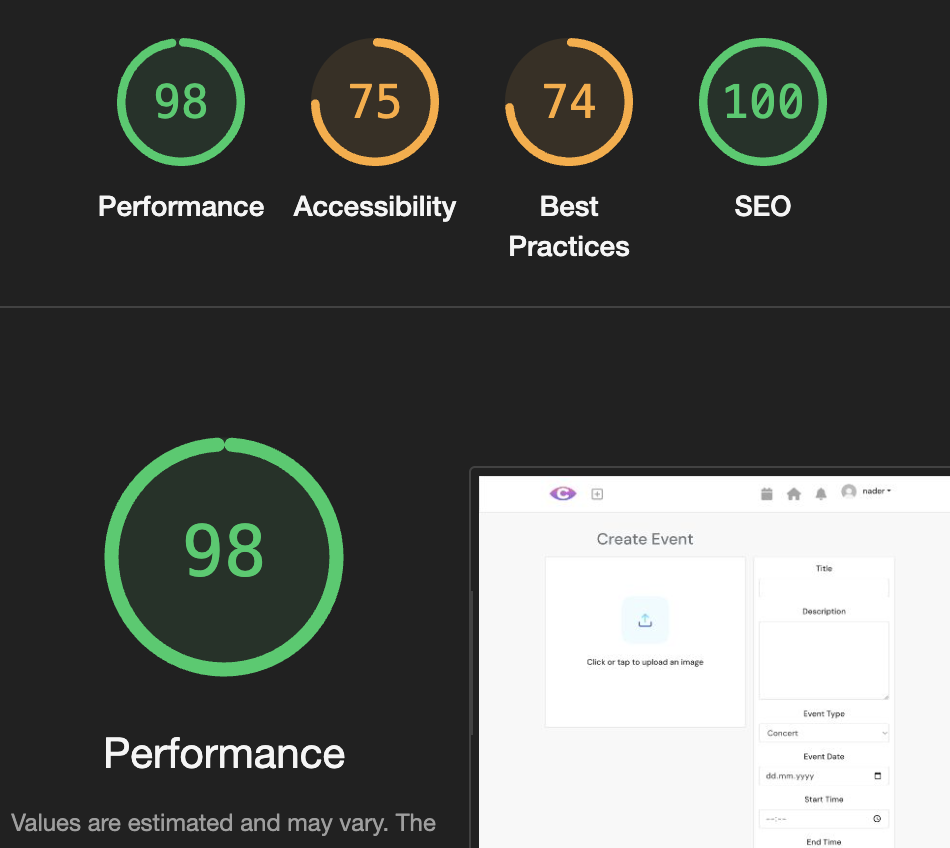 98
75
74
100
Performance
Accessibility
Best
Practices
SEO
98
Performance
Values are estimated and may vary. The
C
nader
Create Event
Click or tap to upload an image
Title
Description
Event Type
Concert
Event Date
dd.mm.yyyy
Start Time
--:--
End Time